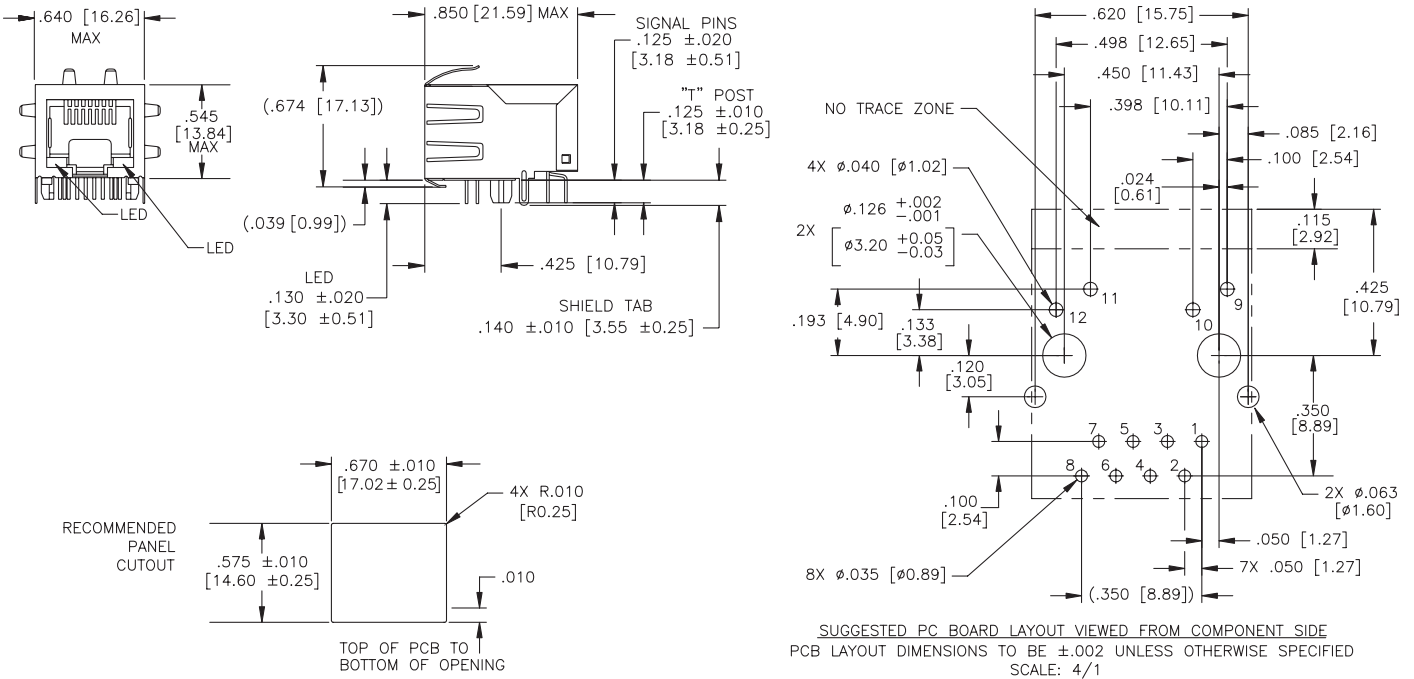 .640 [16.26]
MAX
.545
[13.84]
MAX
LED
LED
.850 [21.59] MAX
(.674 [17.13])
(.039 [0.99])
SIGNAL PINS
.125 ±.020
[3.18 ±0.51]
"T" POST
.125 ±.010
[3.18 ±0.25]
.425 [10.79]
LED
.130 ±.020
[3.30 ±0.51]
SHIELD TAB
.140 ±.010 [3.55 ±0.25]
RECOMMENDED
PANEL
CUTOUT
.670 ±.010
[17.02± 0.25]
4X R.010
[R0.25]
.575 ±.010
[14.60 ±0.25]
.010
TOP OF PCB TO
BOTTOM OF OPENING
.620 [15.75]
.498 [12.65]
.450 [11.43]
.398 [10.11]
NO TRACE ZONE
.085 [2.16]
.100 [2.54]
4X ø.040 [ø1.02]
.024
[0.61]
2X
ø.126 +.002 -.001
[ø3.20 +0.05 -0.03]
.115
[2.92]
.425
[10.79]
11
9
12
10
.193 [4.90]
.133
[3.38]
.120
[3.05]
.350
[8.89]
7 5 3 1
8 6 4 2
.100
[2.54]
2X ø.063
[ø1.60]
.050 [1.27]
8X ø.035 [ø0.89]
7X .050 [1.27]
(.350 [8.89])
SUGGESTED PC BOARD LAYOUT VIEWED FROM COMPONENT SIDE
PCB LAYOUT DIMENSIONS TO BE ±.002 UNLESS OTHERWISE SPECIFIED
SCALE: 4/1